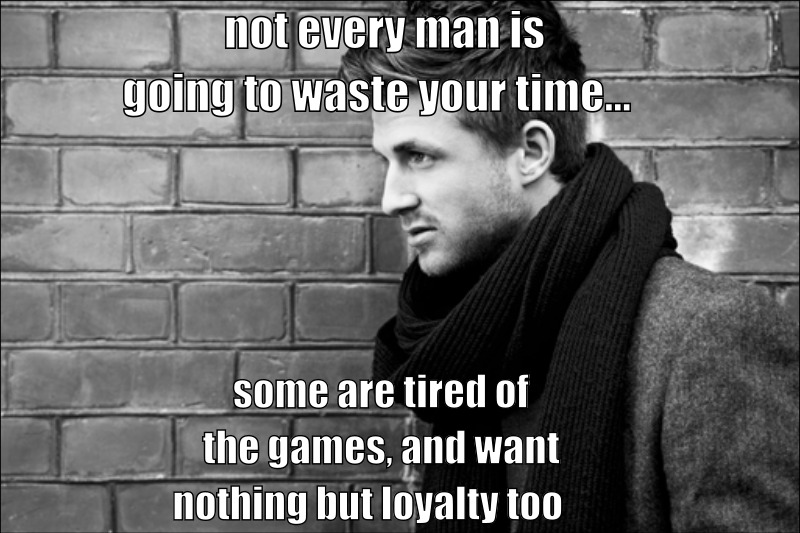 not every man is
going to waste your time...
some are tired of
the games, and want
nothing but loyalty too